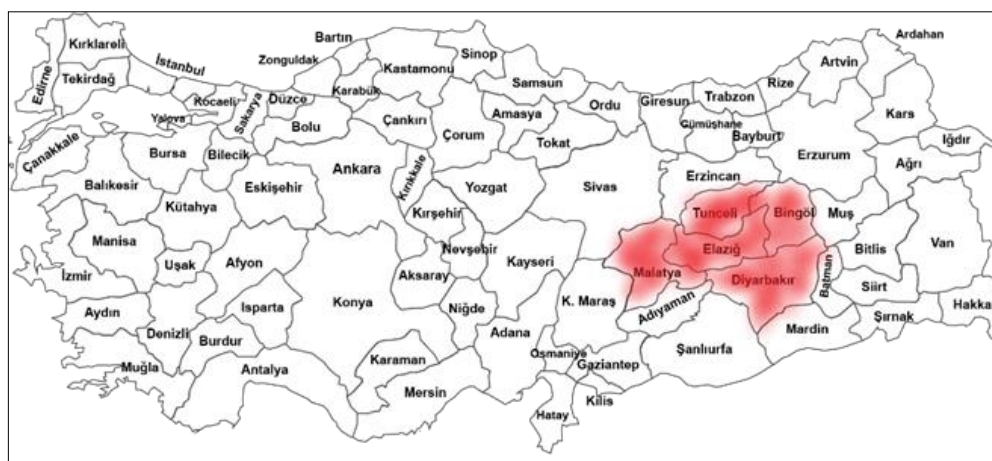 Kırklareli
Edirne
Tekirdağ
İstanbul
Kocaeli
Yalova
Sakarya
Düzce
Zonguldak
Bartın
Karabük
Kastamonu
Sinop
Samsun
Ordu
Giresun
Trabzon
Rize
Artvin
Ardahan
Kars
Iğdır
Ağrı
Erzurum
Bayburt
Gümüşhane
Tokat
Amasya
Çorum
Çankırı
Bolu
Bilecik
Bursa
Çanakkale
Balıkesir
Kütahya
Eskişehir
Ankara
Kırıkkale
Yozgat
Sivas
Erzincan
Tunceli
Bingöl
Muş
Bitlis
Van
Hakka
Şırnak
Siirt
Batman
Diyarbakır
Elazığ
Malatya
Kayseri
Nevşehir
Kırşehir
Aksaray
Afyon
Uşak
Manisa
İzmir
Aydın
Denizli
Isparta
Burdur
Muğla
Antalya
Konya
Karaman
Niğde
Mersin
Adana
K. Maraş
Osmaniye
Gaziantep
Adıyaman
Şanlıurfa
Mardin
Kilis
Hatay